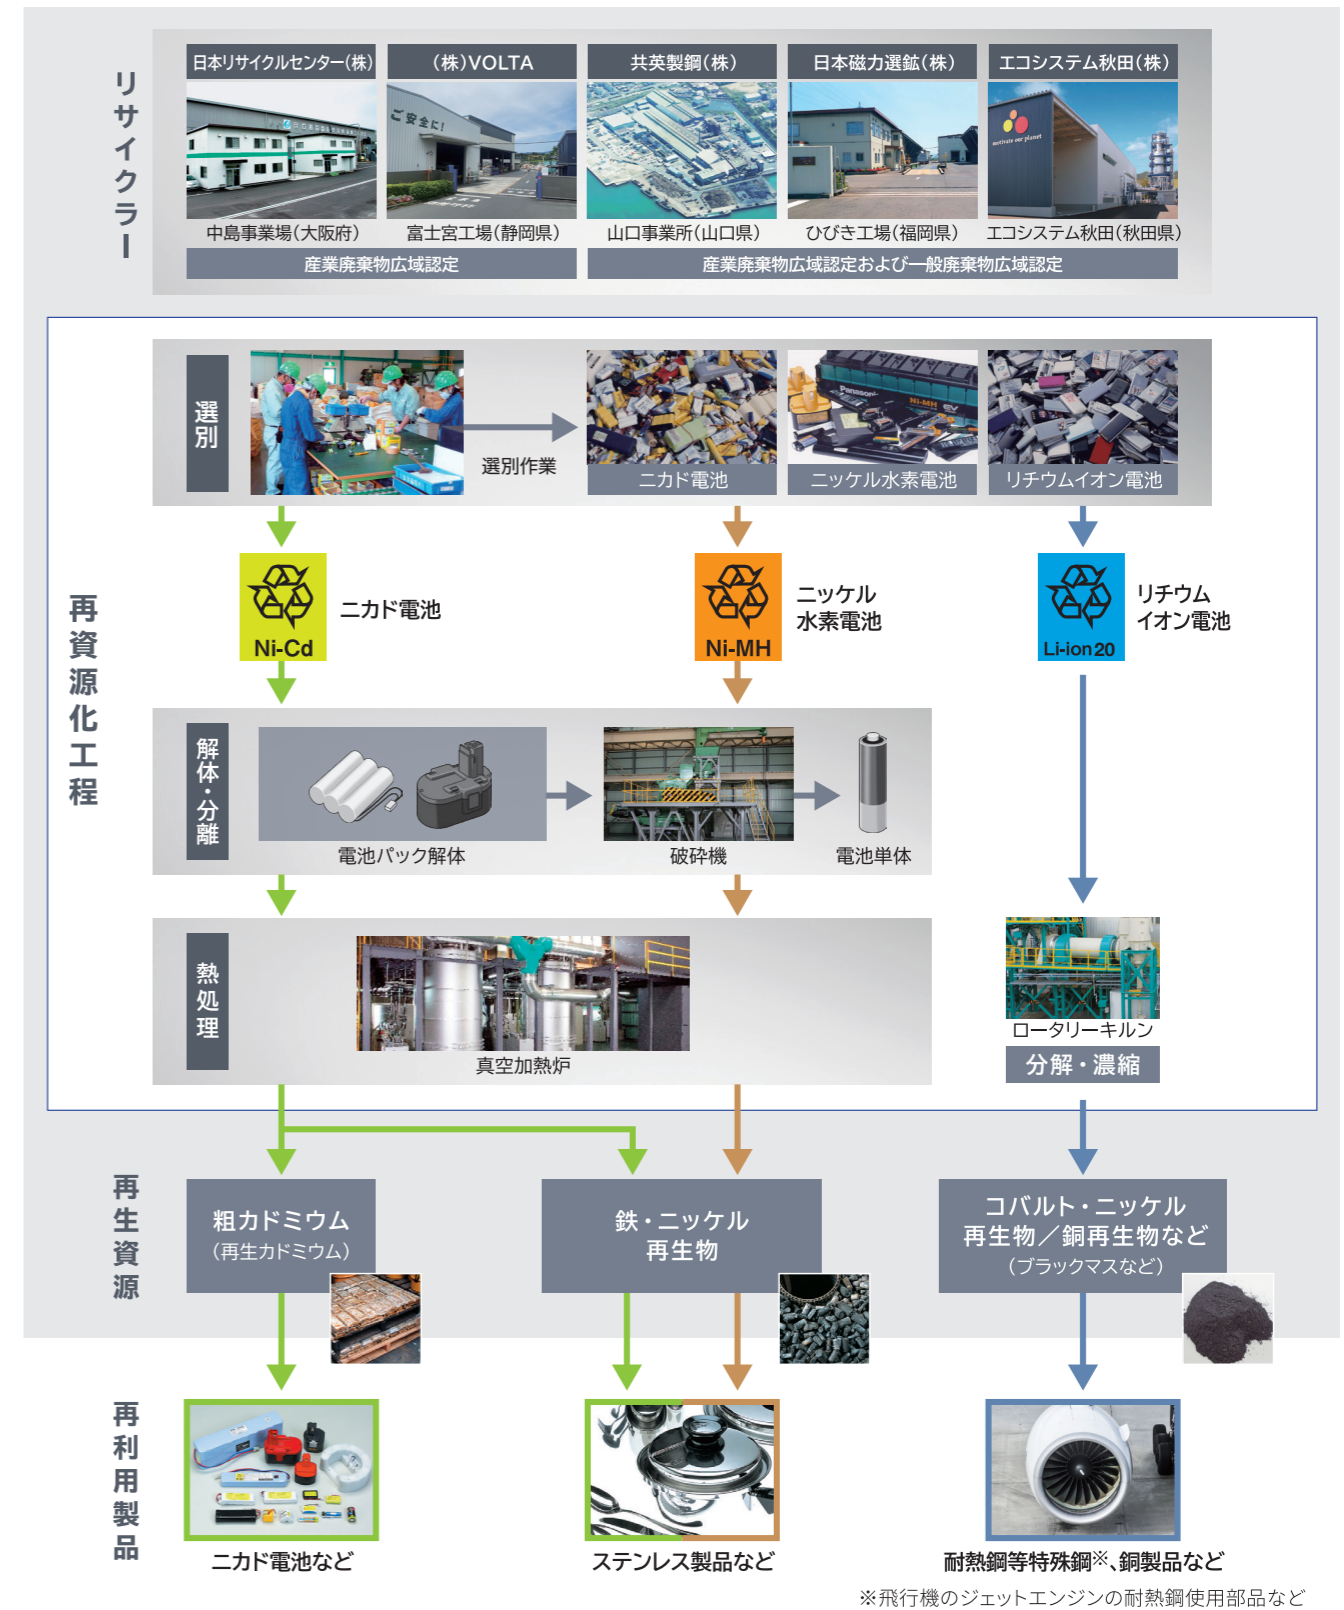 リサイクラー
日本リサイクルセンター(株)
(株)VOLTA
共英製鋼(株)
日本磁力選鉱(株)
エコシステム秋田(株)
ご安全に!
motivate our planet
中島事業場(大阪府)
富士宮工場(静岡県)
山口事業所(山口県)
ひびき工場(福岡県)
エコシステム秋田(秋田県)
産業廃棄物広域認定
産業廃棄物広域認定および一般廃棄物広域認定
再資源化工程
選別
選別作業
Panasonic
Ni-MH EV
ニカド電池
ニッケル水素電池
リチウムイオン電池
Ni-Cd
ニカド電池
Ni-MH
ニッケル
水素電池
Li-ion20
リチウム
イオン電池
解体・分離
電池パック解体
破砕機
電池単体
熱処理
真空加熱炉
ロータリーキルン
分解・濃縮
再生資源
粗カドミウム
(再生カドミウム)
鉄・ニッケル
再生物
コバルト・ニッケル
再生物/銅再生物など
(ブラックマスなど)
再利用製品
ニカド電池など
ステンレス製品など
耐熱鋼等特殊鋼※、銅製品など
※飛行機のジェットエンジンの耐熱鋼使用部品など